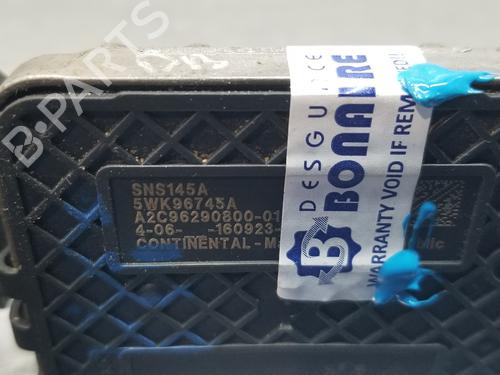 SNS145A
5WK96745A
A2C96290800-01
4-06- -160923-
CONTINENTAL-M
B-PARTS
DESGUACE
BONAIRE
B
WARRANTY VOID IF REM